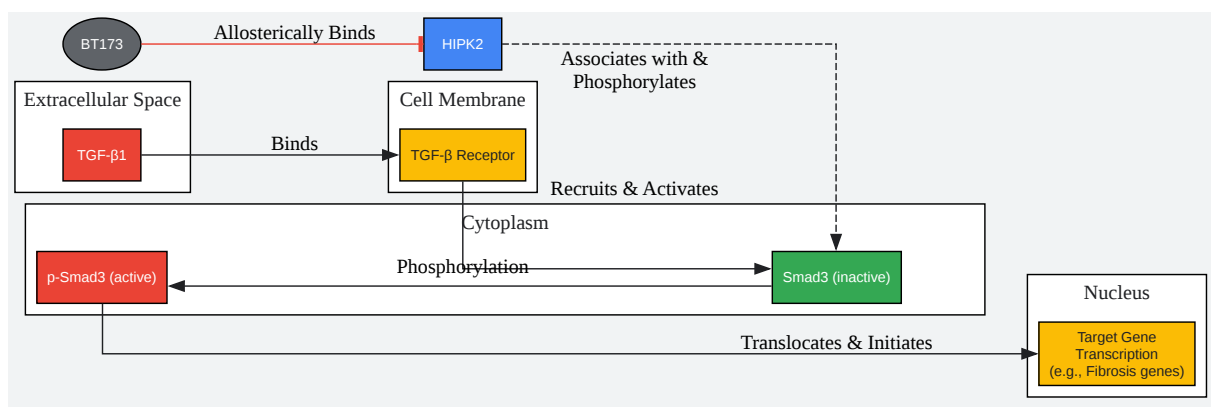 BT173
Allosterically Binds
HIPK2
Associates with &
Phosphorylates
Extracellular Space
Cell Membrane
TGF-β1
Binds
TGF-β Receptor
Recruits & Activates
Cytoplasm
p-Smad3 (active)
Phosphorylation
Smad3 (inactive)
Nucleus
Translocates & Initiates
Target Gene
Transcription
(e.g., Fibrosis genes)